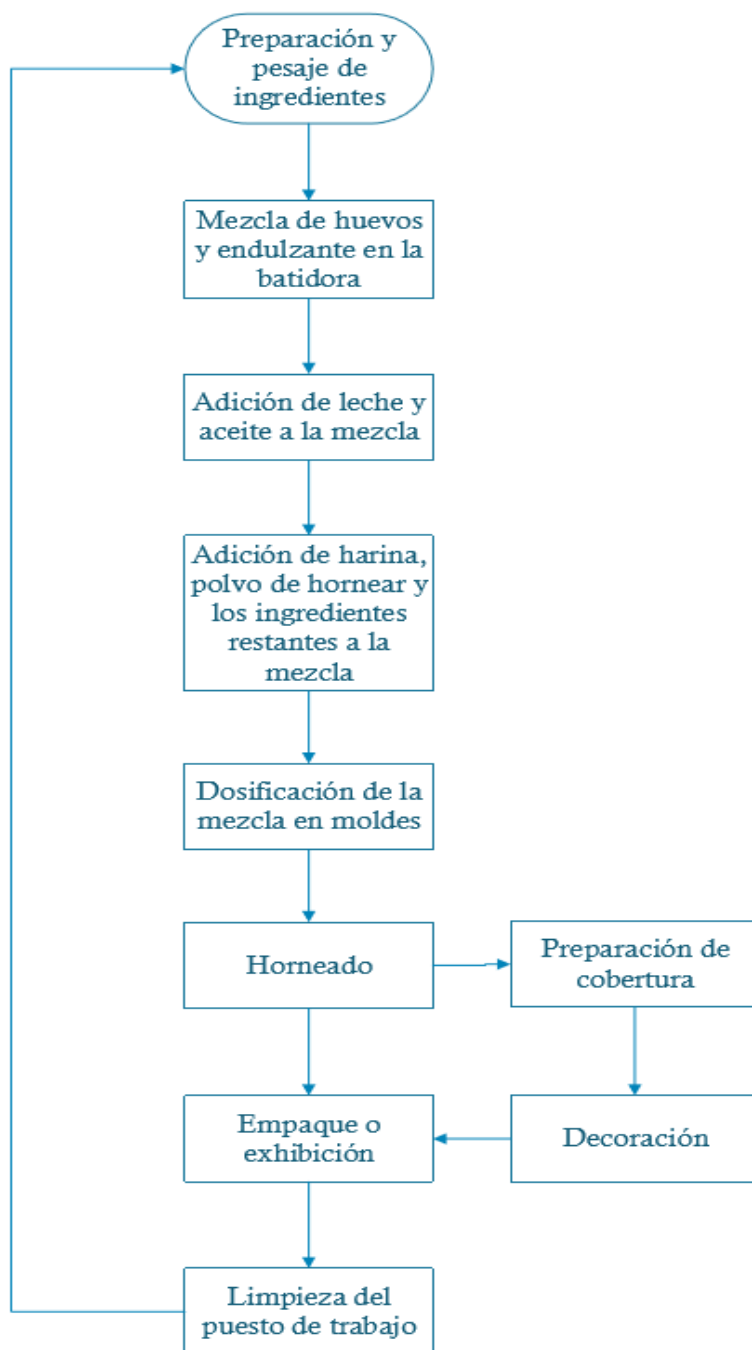 Preparación y
pesaje de
ingredientes
Mezcla de huevos
y endulzante en la
batidora
Adición de leche y
aceite a la mezcla
Adición de harina,
polvo de hornear y
los ingredientes
restantes a la
mezcla
Dosificación de la
mezcla en moldes
Horneado
Preparación de
cobertura
Empaque o
exhibición
Decoración
Limpieza del
puesto de trabajo